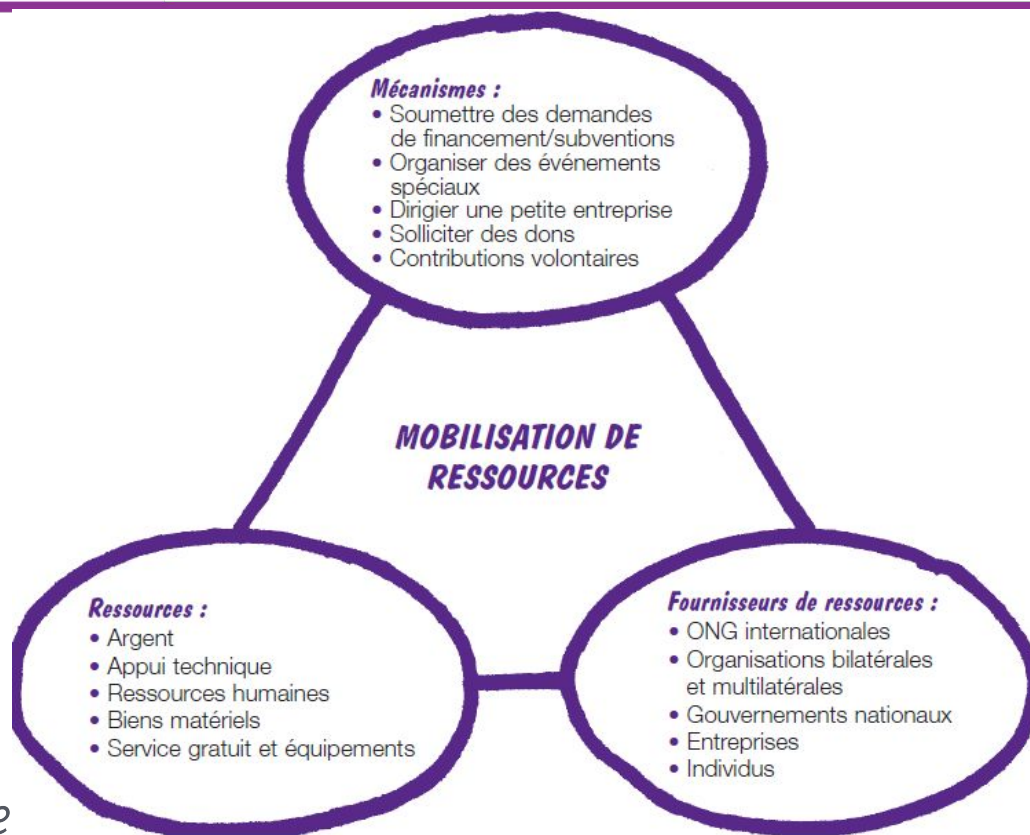 Mécanismes :
• Soumettre des demandes
de financement/subventions
• Organiser des événements
spéciaux
• Dirigier une petite entreprise
• Solliciter des dons
• Contributions volontaires
MOBILISATION DE
RESSOURCES
Ressources :
• Argent
• Appui technique
• Ressources humaines
• Biens matériels
• Service gratuit et équipements
Fournisseurs de ressources :
• ONG internationales
• Organisations bilatérales
et multilatérales
• Gouvernements nationaux
• Entreprises
• Individus
e